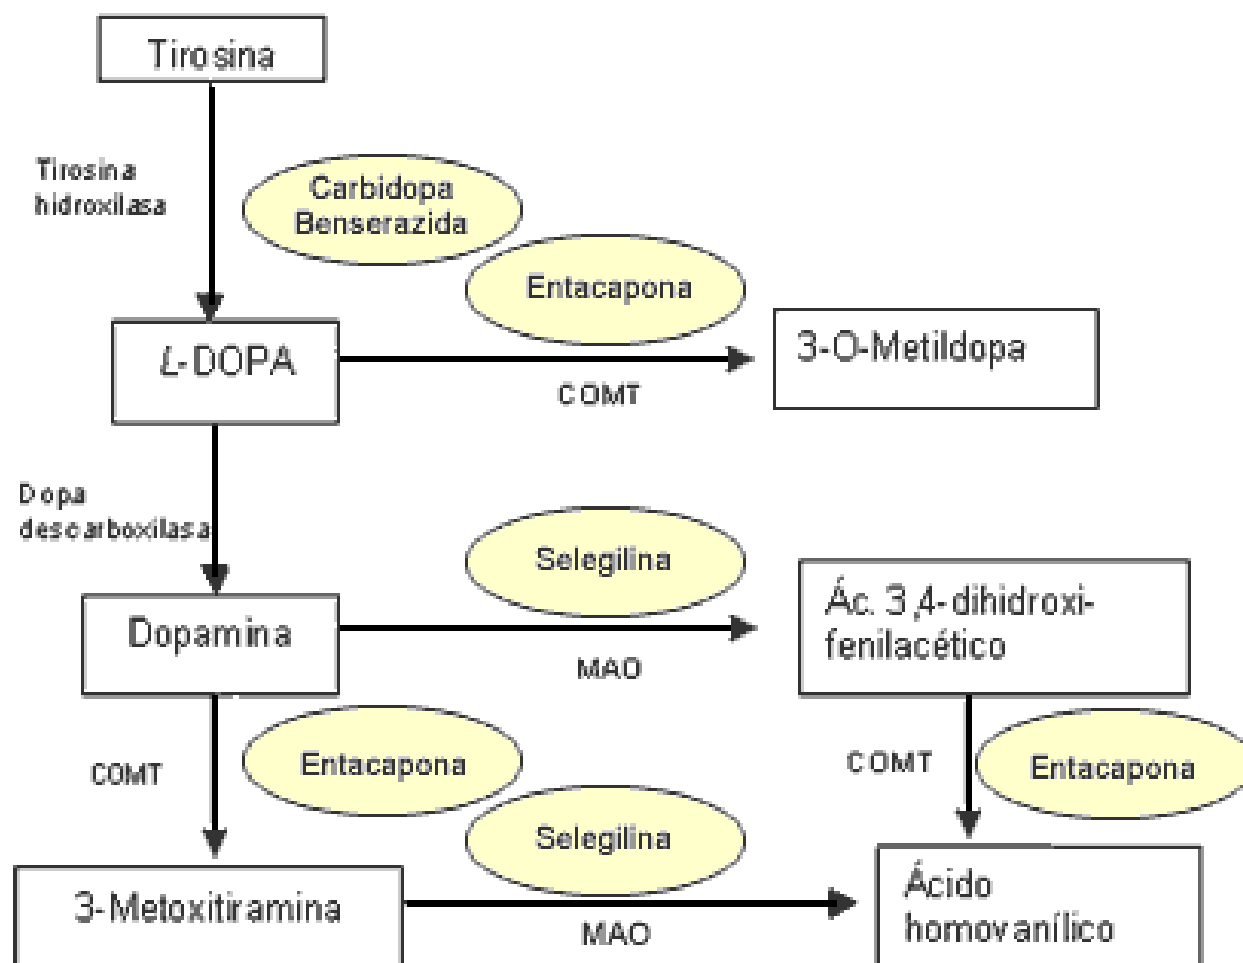 Tirosina
Tirosina
hidroxilasa
Carbidopa
Benserazida
Entacapona
L-DOPA
3-O-Metildopa
COMT
Dopa
descarboxilasa
Selegilina
Dopamina
Ác. 3,4-dihidroxi-
fenilacético
MAO
COMT
Entacapona
COMT
Entacapona
Selegilina
3-Metoxitiramina
Ácido
homovanílico
MAO